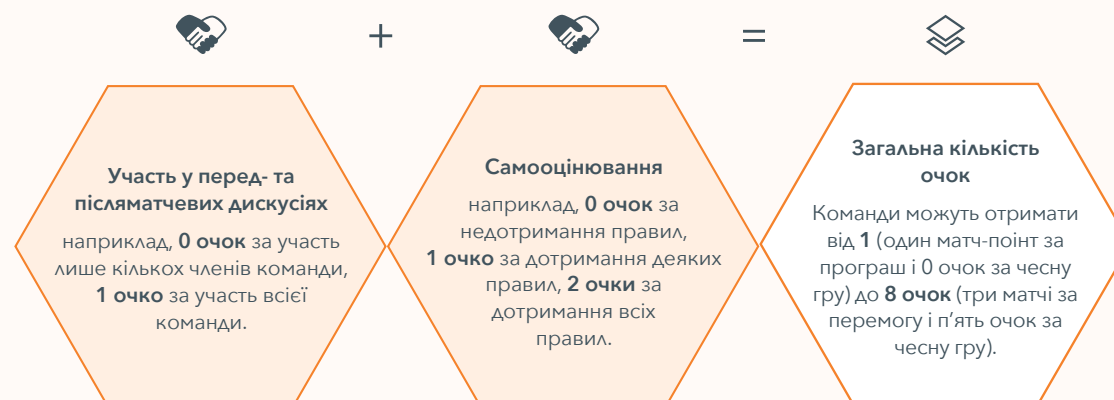 +
=
Участь у перед- та
післяматчевих дискусіях
наприклад, 0 очок за участь
лише кількох членів команди,
1 очко за участь всієї
команди.
Самооцінювання
наприклад, 0 очок за
недотримання правил,
1 очко за дотримання деяких
правил, 2 очки за
дотримання всіх
правил.
Загальна кількість
очок
Команди можуть отримати
від 1 (один матч-поінт за
програш і 0 очок за чесну
гру) до 8 очок (три матчі за
перемогу і п'ять очок за
чесну гру).